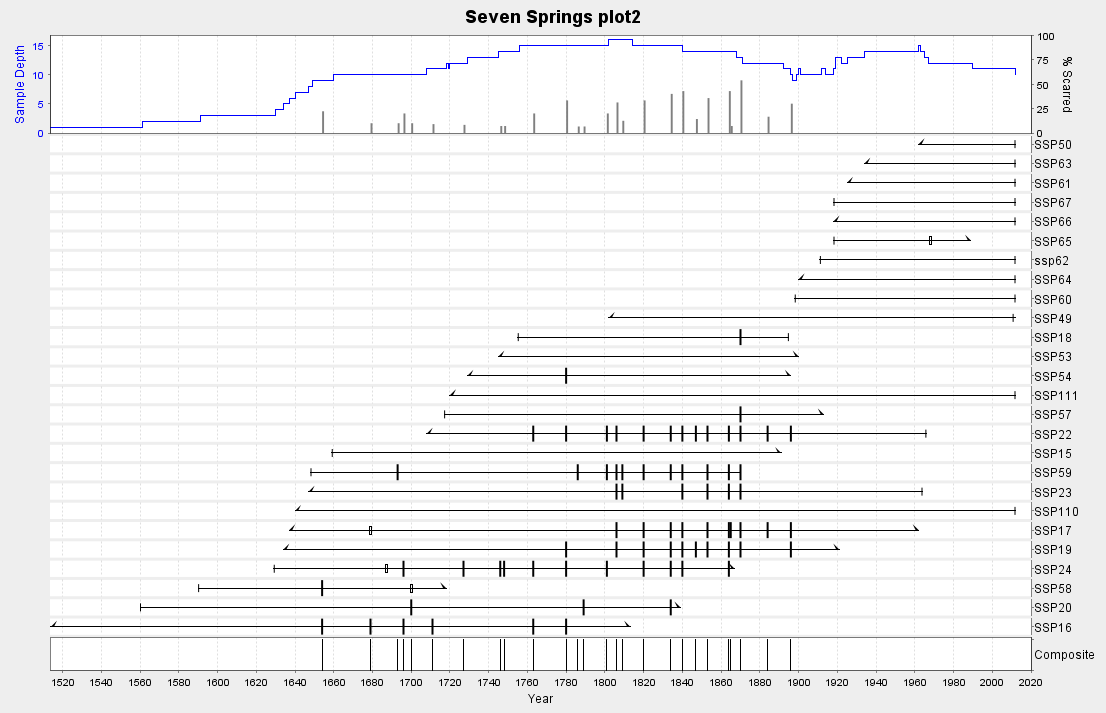 Seven Springs plot2
Sample Depth
15
10
5
0
100
75
50
25
0
% Scarred
SSP50
SSP63
SSP61
SSP67
SSP66
SSP65
ssp62
SSP64
SSP60
SSP49
SSP18
SSP53
SSP54
SSP111
SSP57
SSP22
SSP15
SSP59
SSP23
SSP110
SSP17
SSP19
SSP24
SSP58
SSP20
SSP16
Composite
1520 1540 1560 1580 1600 1620 1640 1660 1680 1700 1720 1740 1760 1780 1800 1820 1840 1860 1880 1900 1920 1940 1960 1980 2000 2020
Year